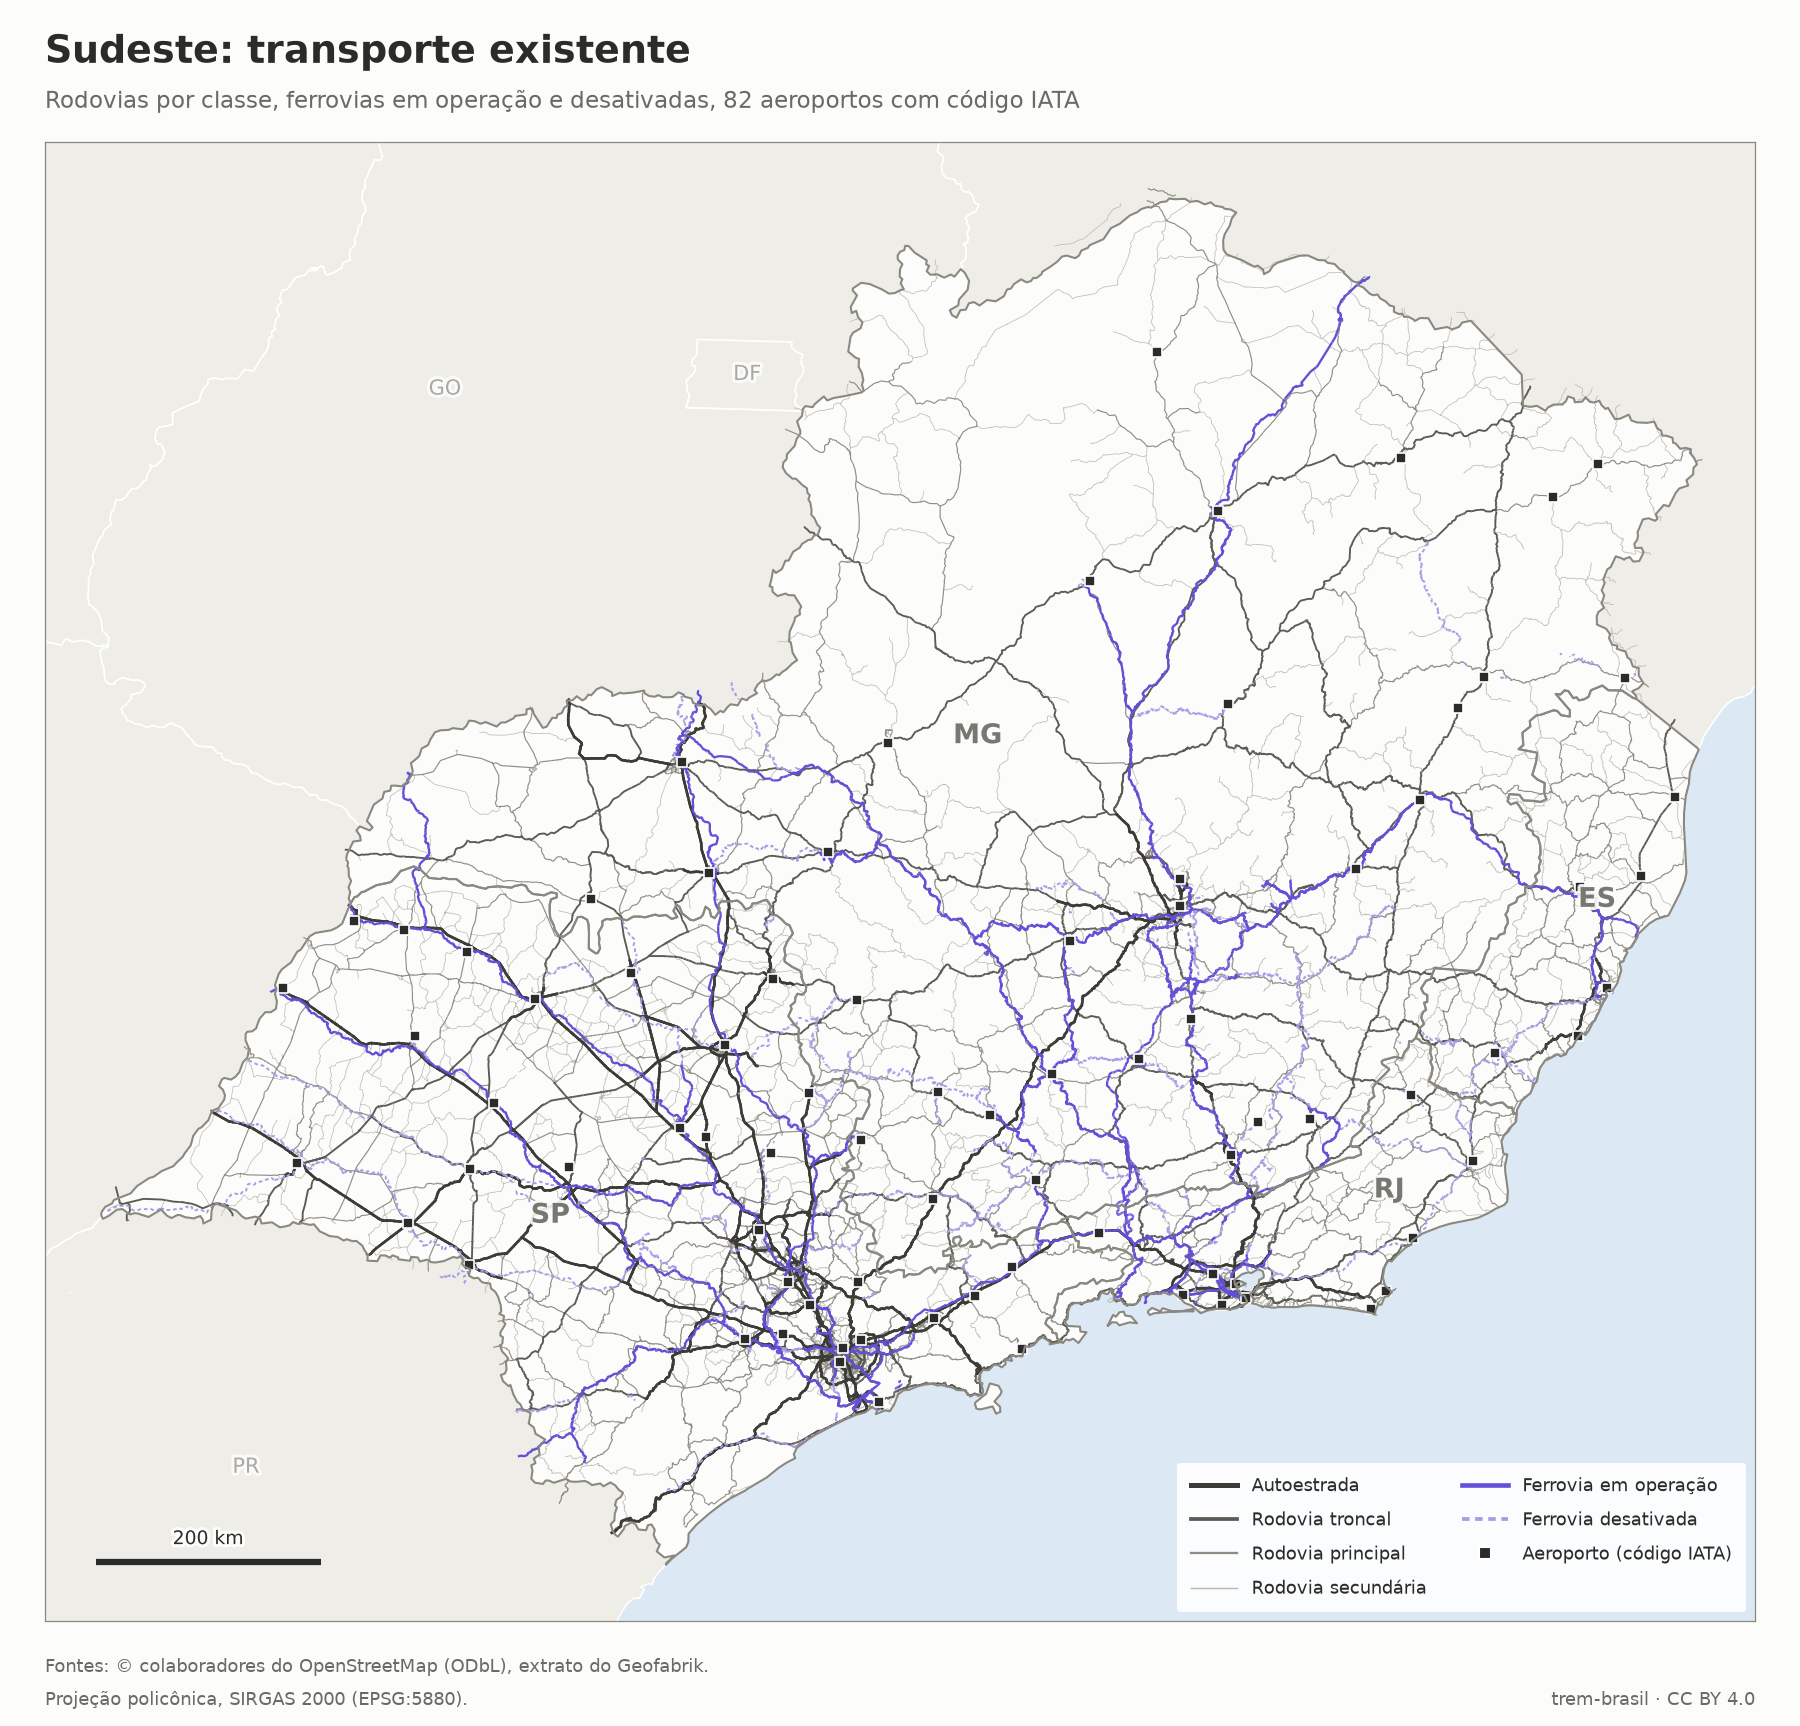 Sudeste: transporte existente
Rodovias por classe, ferrovias em operação e desativadas, 82 aeroportos com código IATA
GO
DF
MG
ES
SP
RJ
PR
200 km
Autoestrada
Rodovia troncal
Rodovia principal
Rodovia secundária
Ferrovia em operação
Ferrovia desativada
Aeroporto (código IATA)
Fontes: © colaboradores do OpenStreetMap (ODbL), extrato do Geofabrik.
Projeção policônica, SIRGAS 2000 (EPSG:5880).
trem-brasil · CC BY 4.0